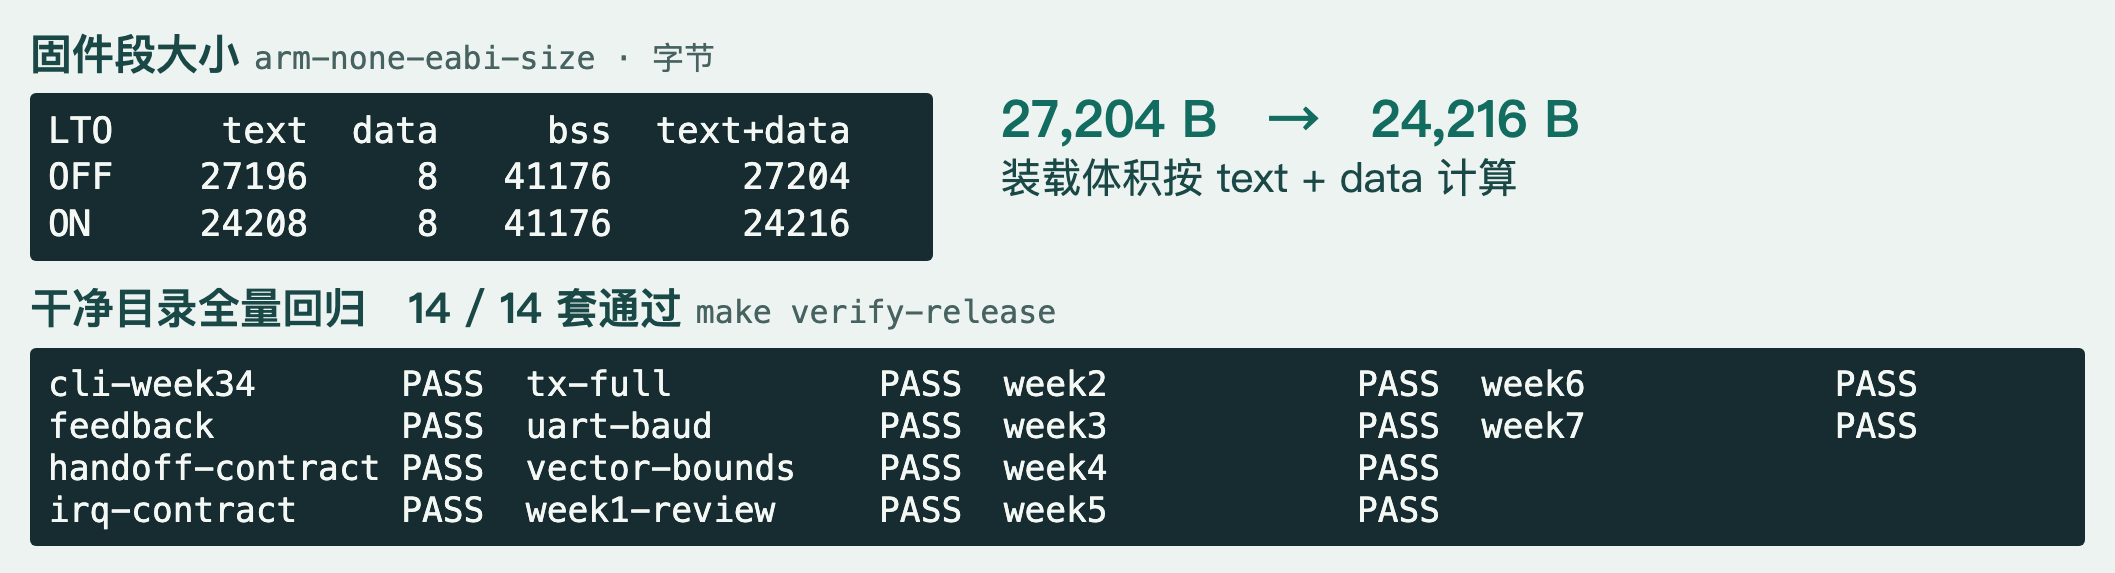 固件段大小 arm-none-eabi-size · 字节
LTO text data bss text+data
OFF 27196 8 41176 27204
ON 24208 8 41176 24216
27,204 B → 24,216 B
装载体积按 text + data 计算
干净目录全量回归 14 / 14 套通过 make verify-release
cli-week34 PASS tx-full PASS week2 PASS week6 PASS
feedback PASS uart-baud PASS week3 PASS week7 PASS
handoff-contract PASS vector-bounds PASS week4 PASS
irq-contract PASS week1-review PASS week5 PASS